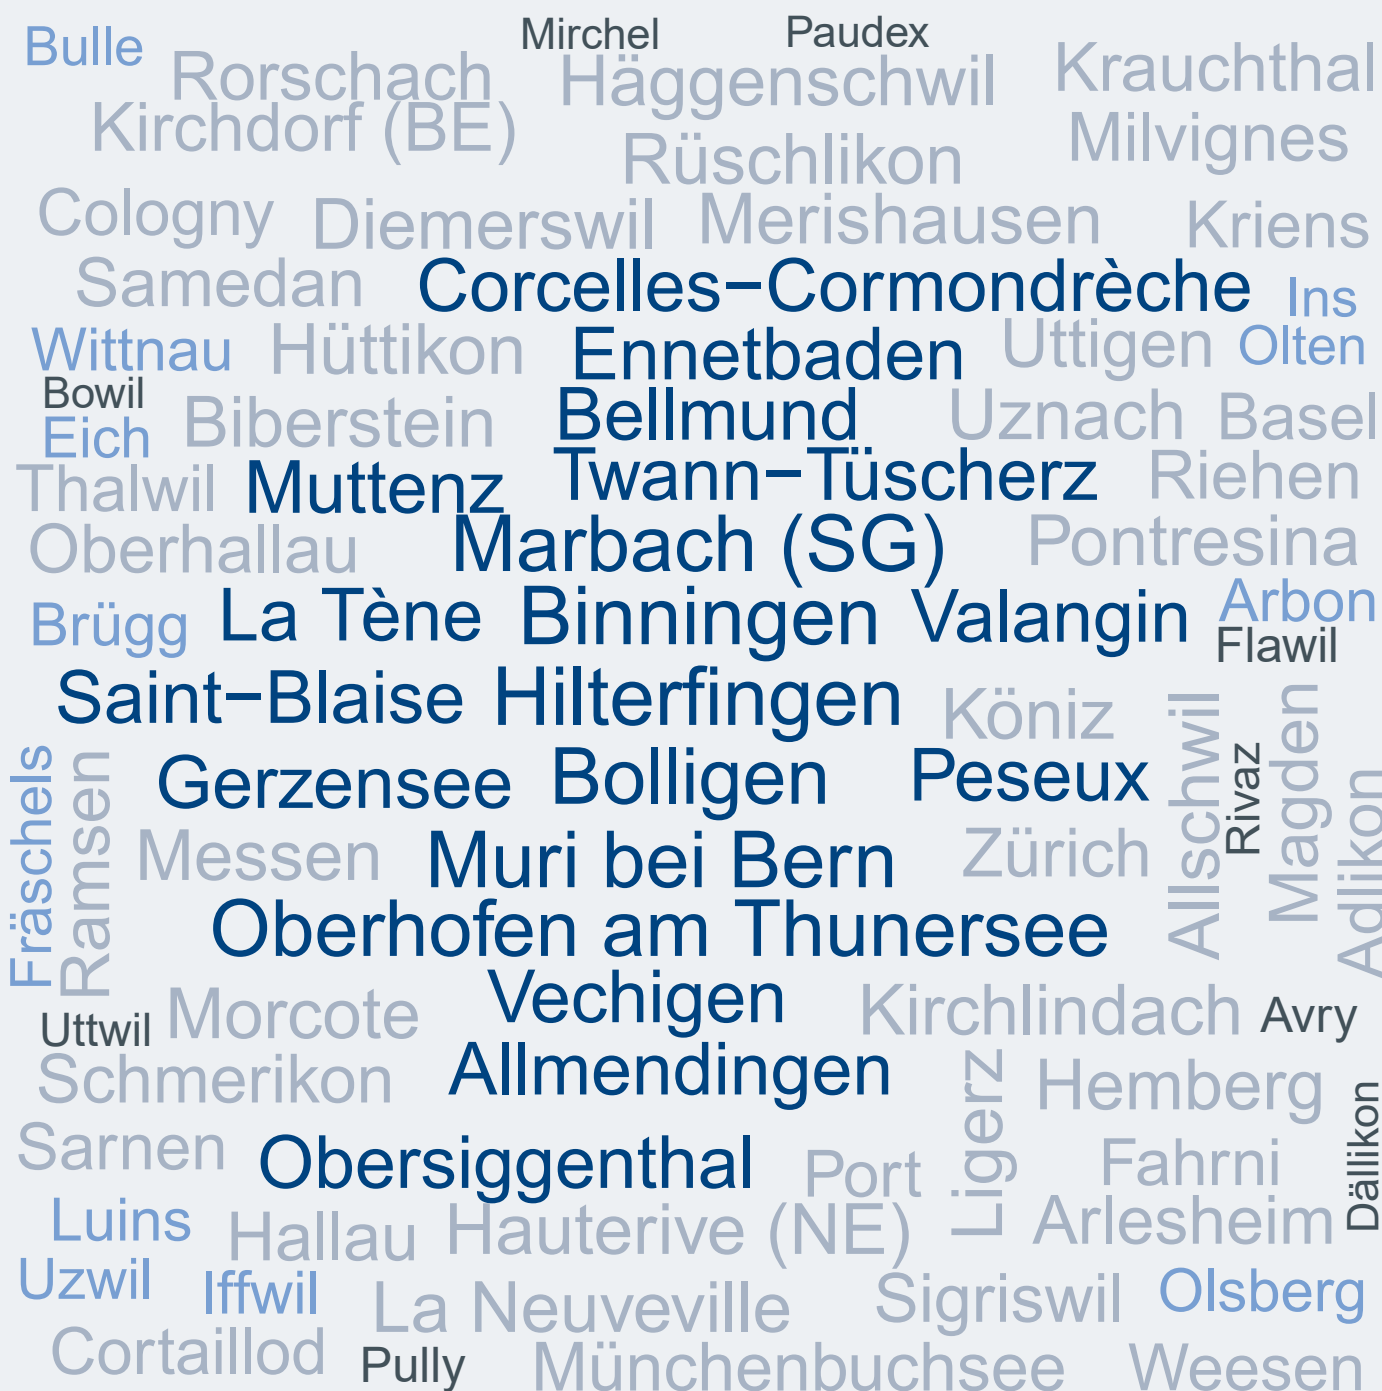 Mirchel
Paudex
Bulle
Rorschach
Häggenschwil
Krauchthal
Kirchdorf (BE)
Rüschlikon
Milvignes
Cologny
Diemerswil
Merishausen
Kriens
Samedan
Corcelles−Cormondrèche
Ins
Wittnau
Hüttikon
Ennetbaden
Uttigen
Olten
Bowil
Eich
Biberstein
Bellmund
Uznach
Basel
Thalwil
Muttenz
Twann−Tüscherz
Riehen
Oberhallau
Marbach (SG)
Pontresina
Brügg
La Tène
Binningen
Valangin
Arbon
Flawil
Saint−Blaise
Hilterfingen
Köniz
Allschwil
Rivaz
Magden
Adlikon
Fräschels
Ramsen
Gerzensee
Bolligen
Peseux
Messen
Muri bei Bern
Zürich
Oberhofen am Thunersee
Uttwil
Morcote
Vechigen
Kirchlindach
Avry
Schmerikon
Allmendingen
Ligerz
Hemberg
Dällikon
Sarnen
Obersiggenthal
Port
Fahrni
Luins
Hallau
Hauterive (NE)
Arlesheim
Uzwil
Iffwil
La Neuveville
Sigriswil
Olsberg
Cortaillod
Pully
Münchenbuchsee
Weesen